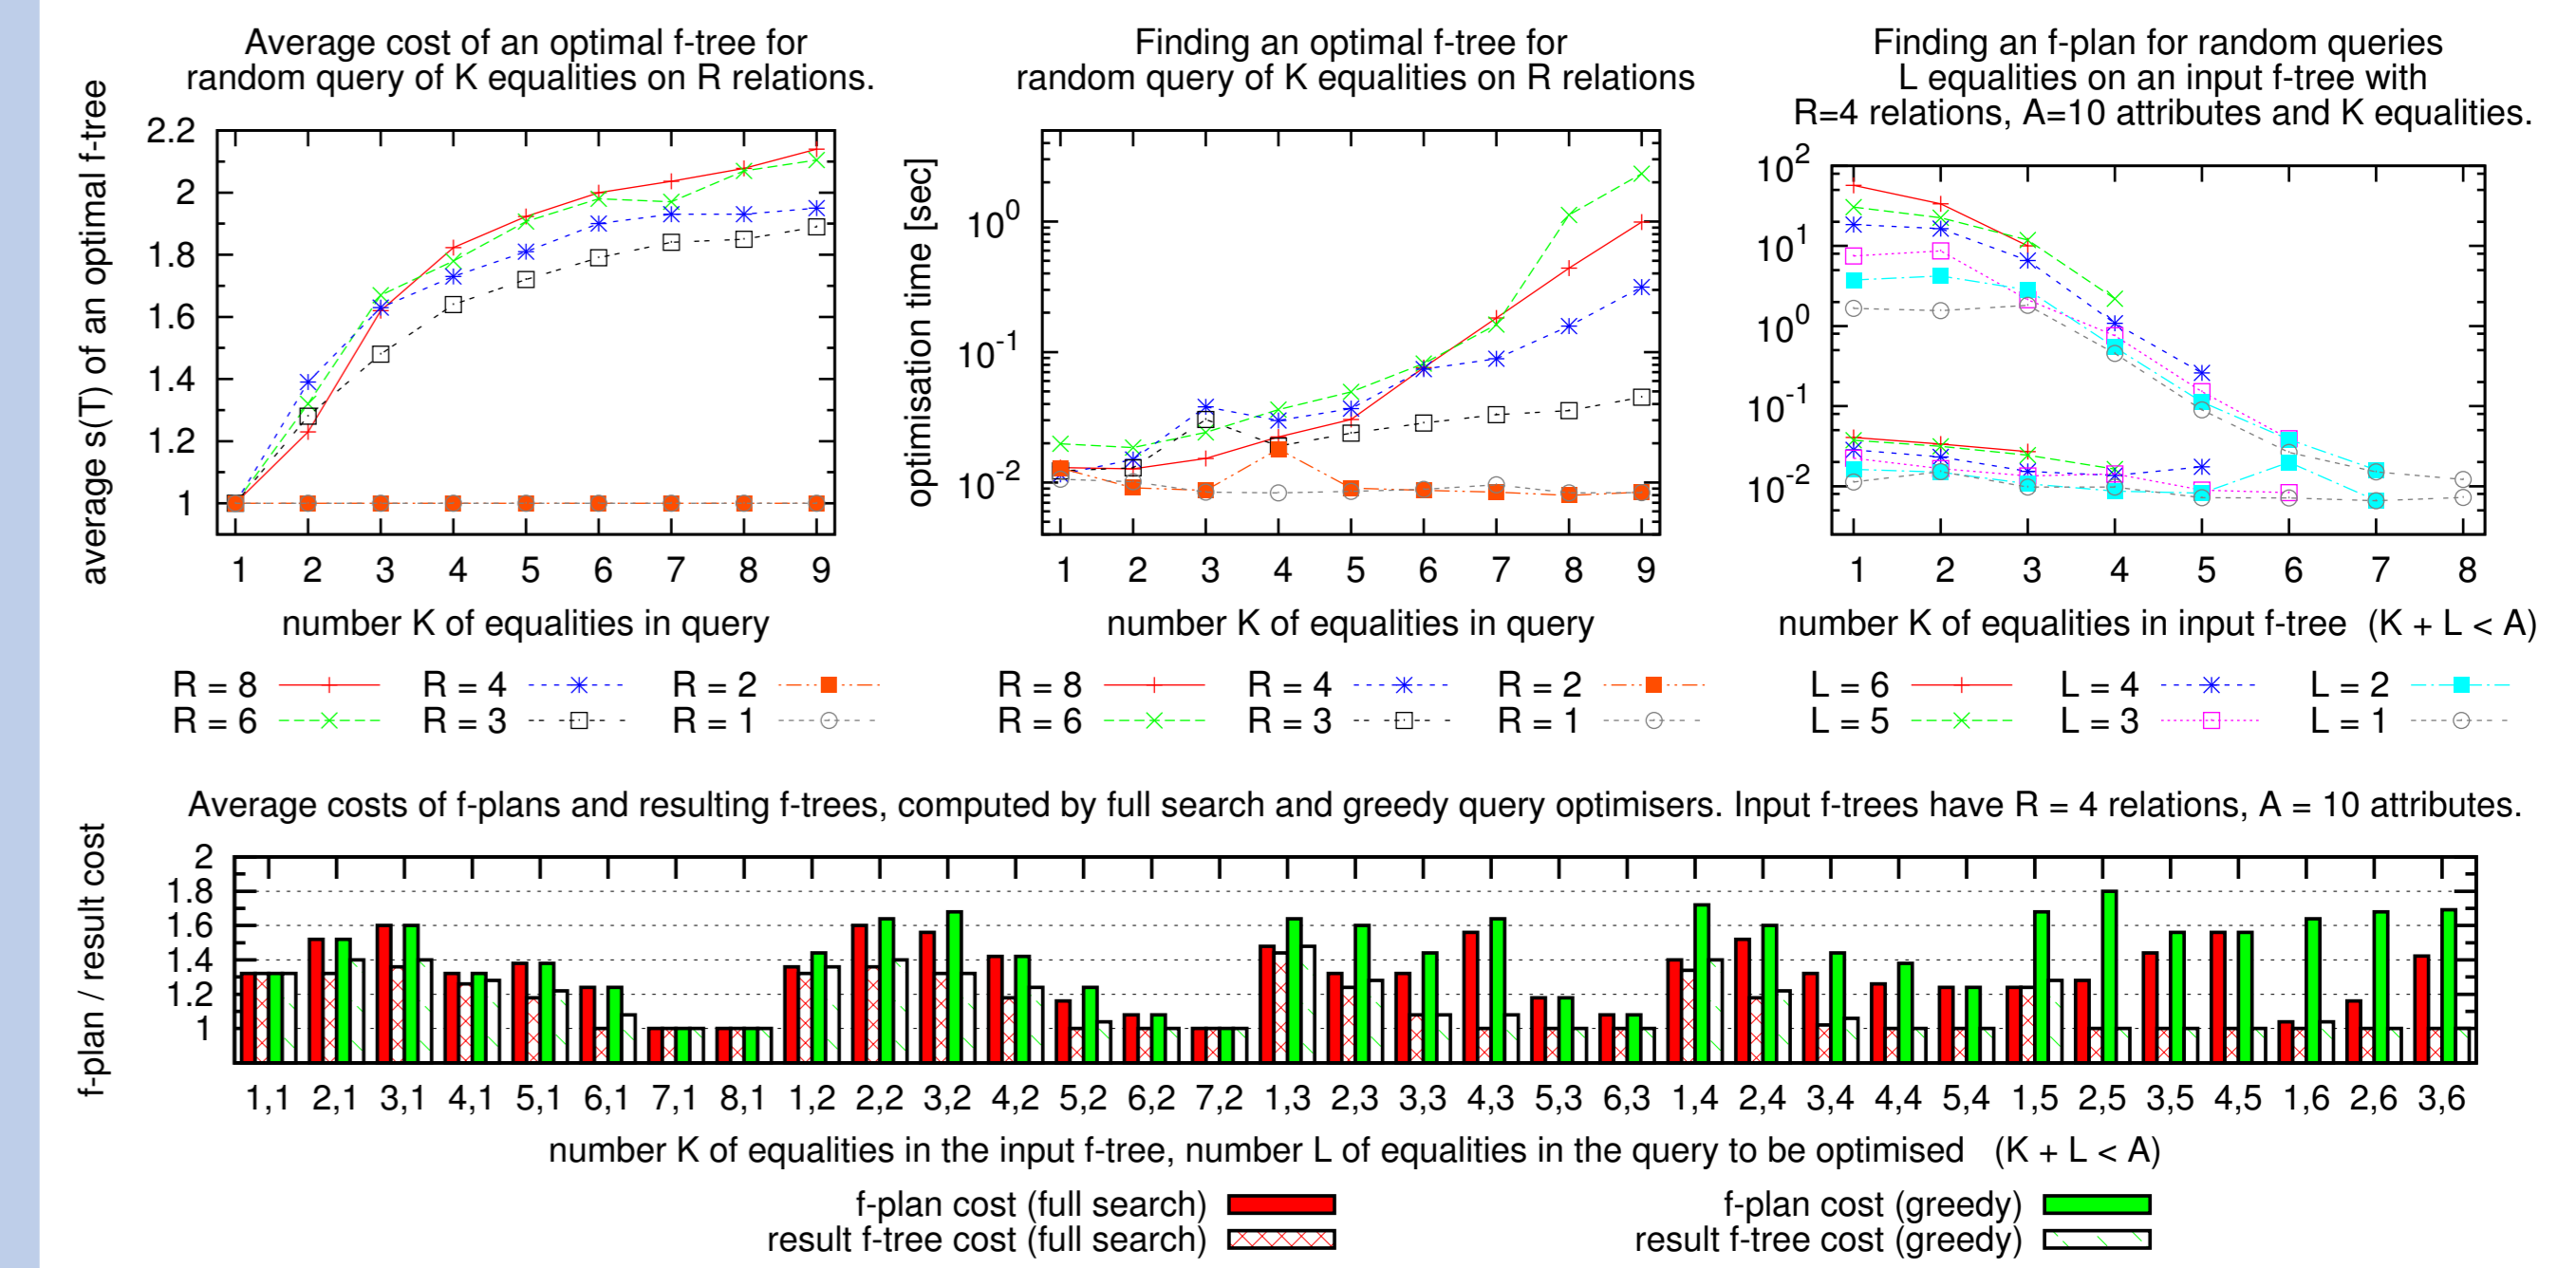 Average cost of an optimal f-tree for
random query of K equalities on R relations.
average s(T) of an optimal f-tree
2.2
2
1.8
1.6
1.4
1.2
1
1 2 3 4 5 6 7 8 9
number K of equalities in query
R = 8 R = 4 R = 2
R = 6 R = 3 R = 1
Finding an optimal f-tree for
random query of K equalities on R relations
optimisation time [sec]
10^0
10^-1
10^-2
1 2 3 4 5 6 7 8 9
number K of equalities in query
R = 8 R = 4 R = 2
R = 6 R = 3 R = 1
Finding an f-plan for random queries
L equalities on an input f-tree with
R=4 relations, A=10 attributes and K equalities.
10^2
10^1
10^0
10^-1
10^-2
1 2 3 4 5 6 7 8
number K of equalities in input f-tree (K + L < A)
L = 6 L = 4 L = 2
L = 5 L = 3 L = 1
Average costs of f-plans and resulting f-trees, computed by full search and greedy query optimisers. Input f-trees have R = 4 relations, A = 10 attributes.
f-plan / result cost
2
1.8
1.6
1.4
1.2
1
1,1 2,1 3,1 4,1 5,1 6,1 7,1 8,1 1,2 2,2 3,2 4,2 5,2 6,2 7,2 1,3 2,3 3,3 4,3 5,3 6,3 1,4 2,4 3,4 4,4 5,4 1,5 2,5 3,5 4,5 1,6 2,6 3,6
number K of equalities in the input f-tree, number L of equalities in the query to be optimised (K + L < A)
f-plan cost (full search) f-plan cost (greedy)
result f-tree cost (full search) result f-tree cost (greedy)